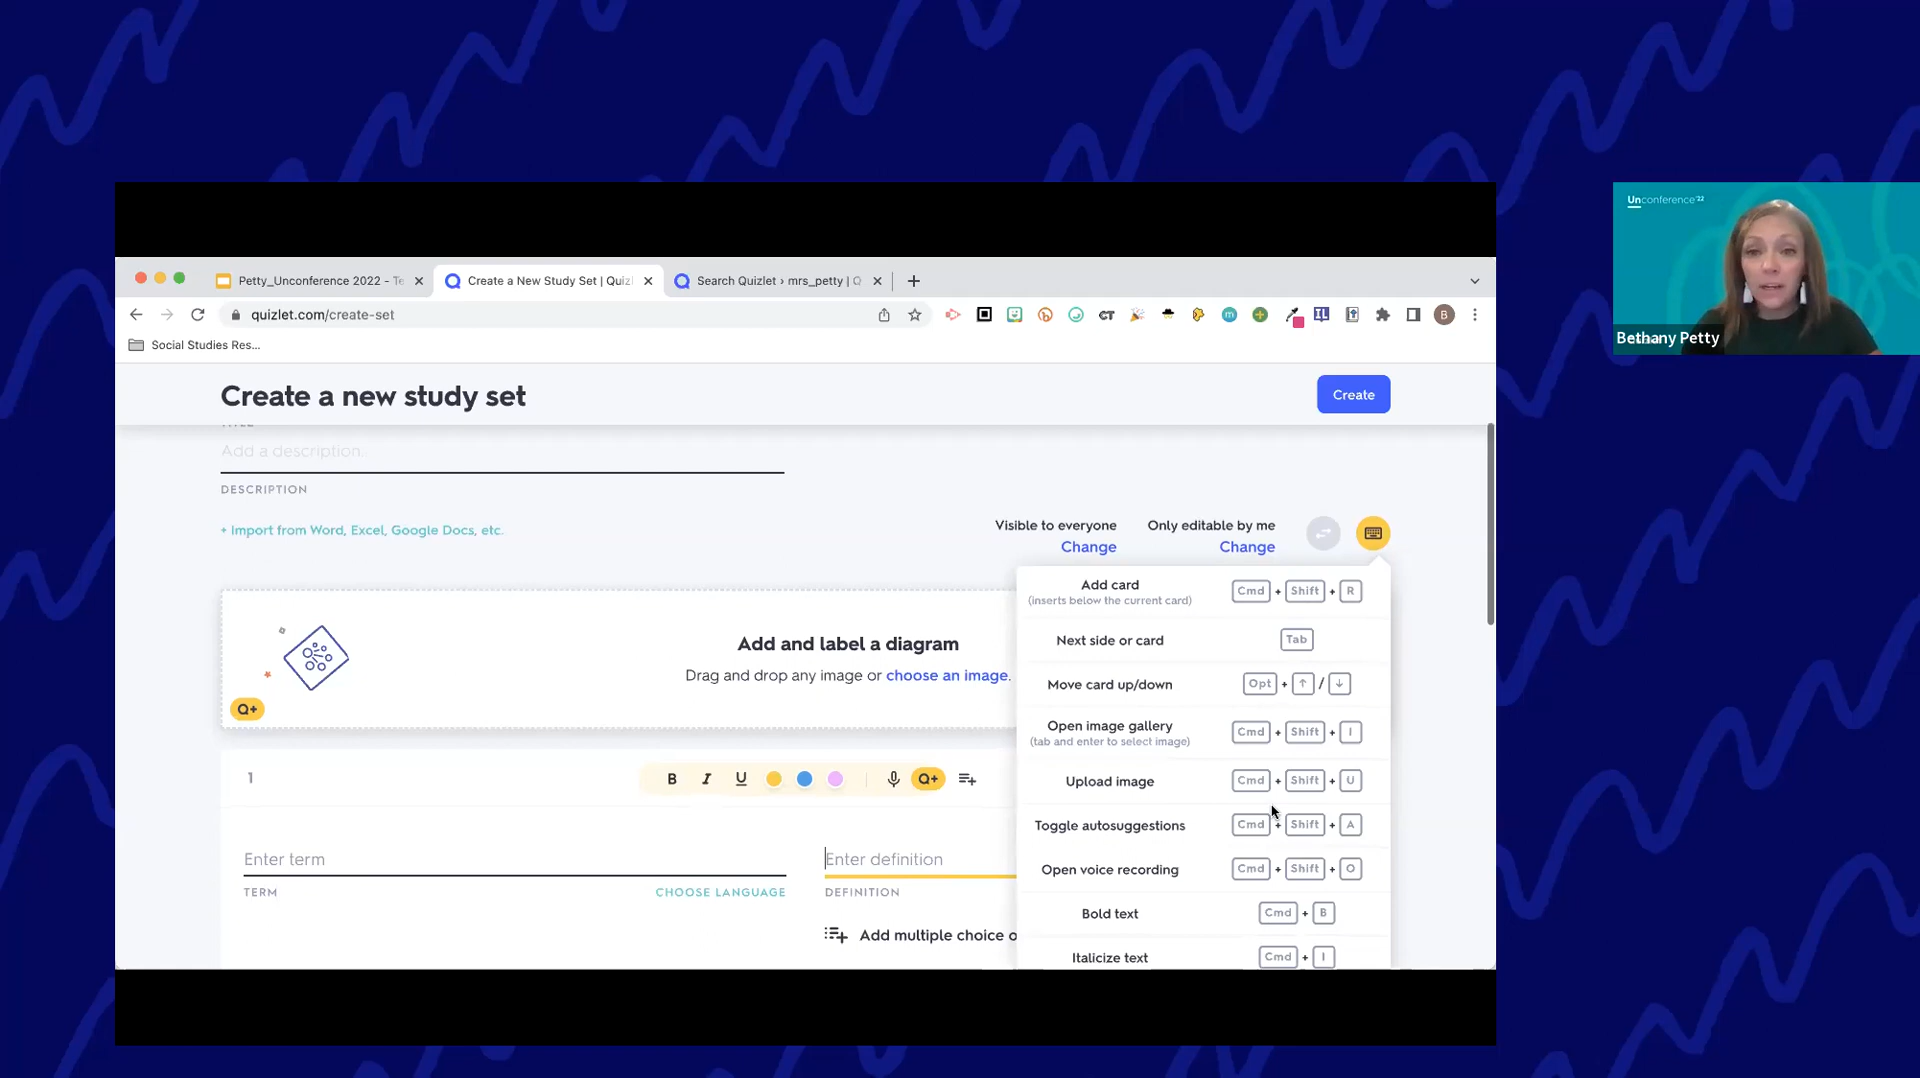 Unconference '22
Bethany Petty
Petty_Unconference 2022 - Te
Create a New Study Set | Quiz
Search Quizlet › mrs_petty | Q
quizlet.com/create-set
CT
IL
B
Social Studies Res...
Create a new study set
Create
Add a description.
DESCRIPTION
+ Import from Word, Excel, Google Docs, etc.
Visible to everyone
Change
Only editable by me
Change
Add and label a diagram
Drag and drop any image or choose an image.
Q+
1
B I U
Q+
Enter term
TERM
CHOOSE LANGUAGE
Enter definition
DEFINITION
Add multiple choice o
Add card
(inserts below the current card)
Cmd + Shift + R
Next side or card
Tab
Move card up/down
Opt + ↑ / ↓
Open image gallery
(tab and enter to select image)
Cmd + Shift + I
Upload image
Cmd + Shift + U
Toggle autosuggestions
Cmd + Shift + A
Open voice recording
Cmd + Shift + O
Bold text
Cmd + B
Italicize text
Cmd + I